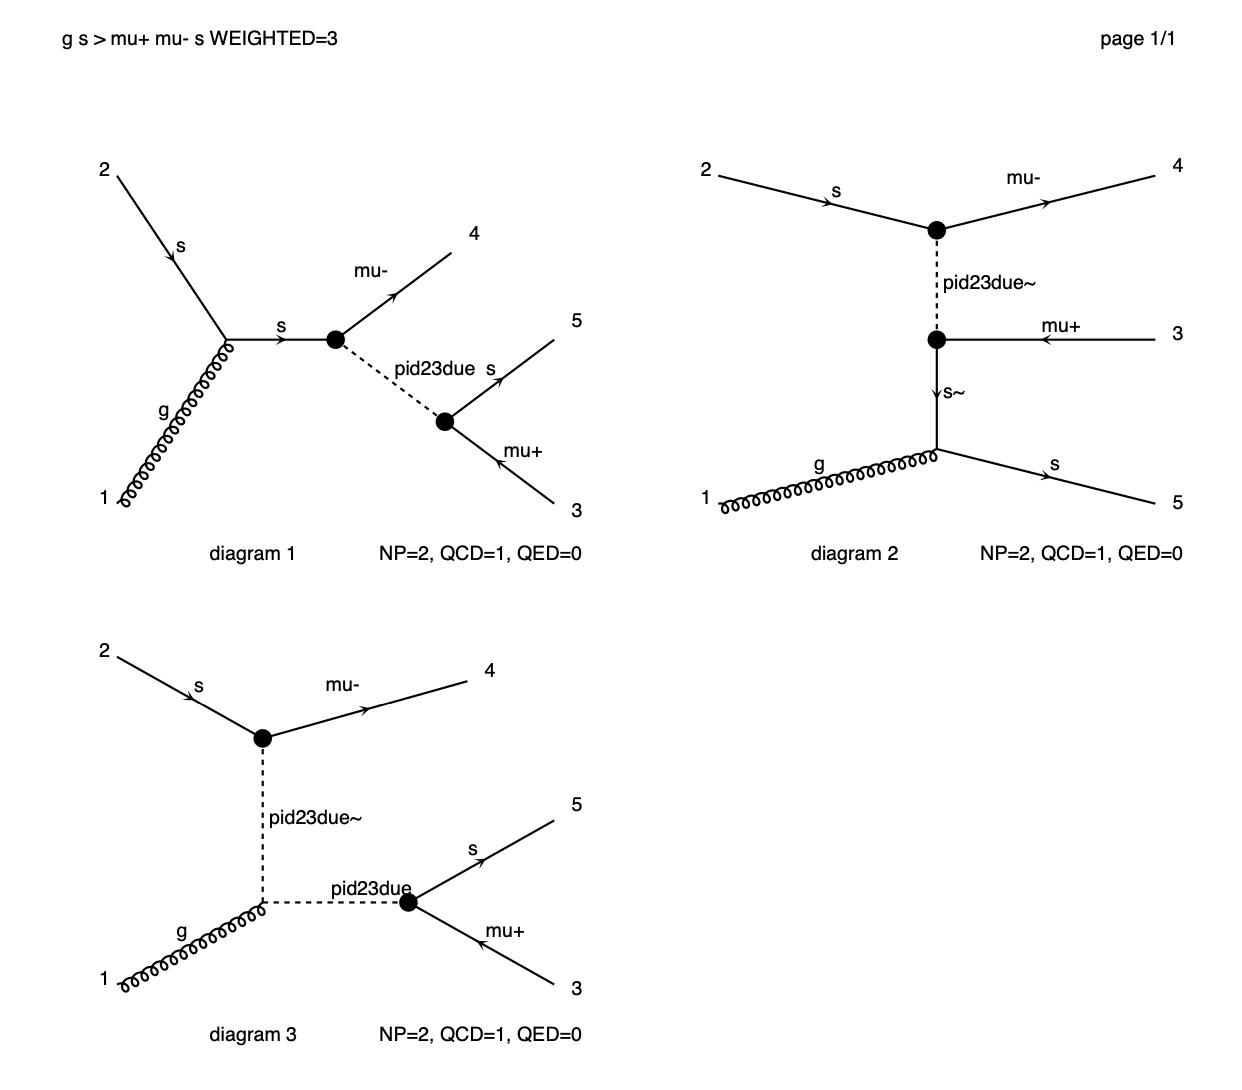 g s > mu+ mu- s WEIGHTED=3
page 1/1
2
s
g
1
s
mu-
4
pid23due
s
5
mu+
3
diagram 1
NP=2, QCD=1, QED=0
2
s
mu-
4
pid23due~
mu+
3
s~
g
1
s
5
diagram 2
NP=2, QCD=1, QED=0
2
s
mu-
4
pid23due~
pid23due
s
5
g
1
mu+
3
diagram 3
NP=2, QCD=1, QED=0